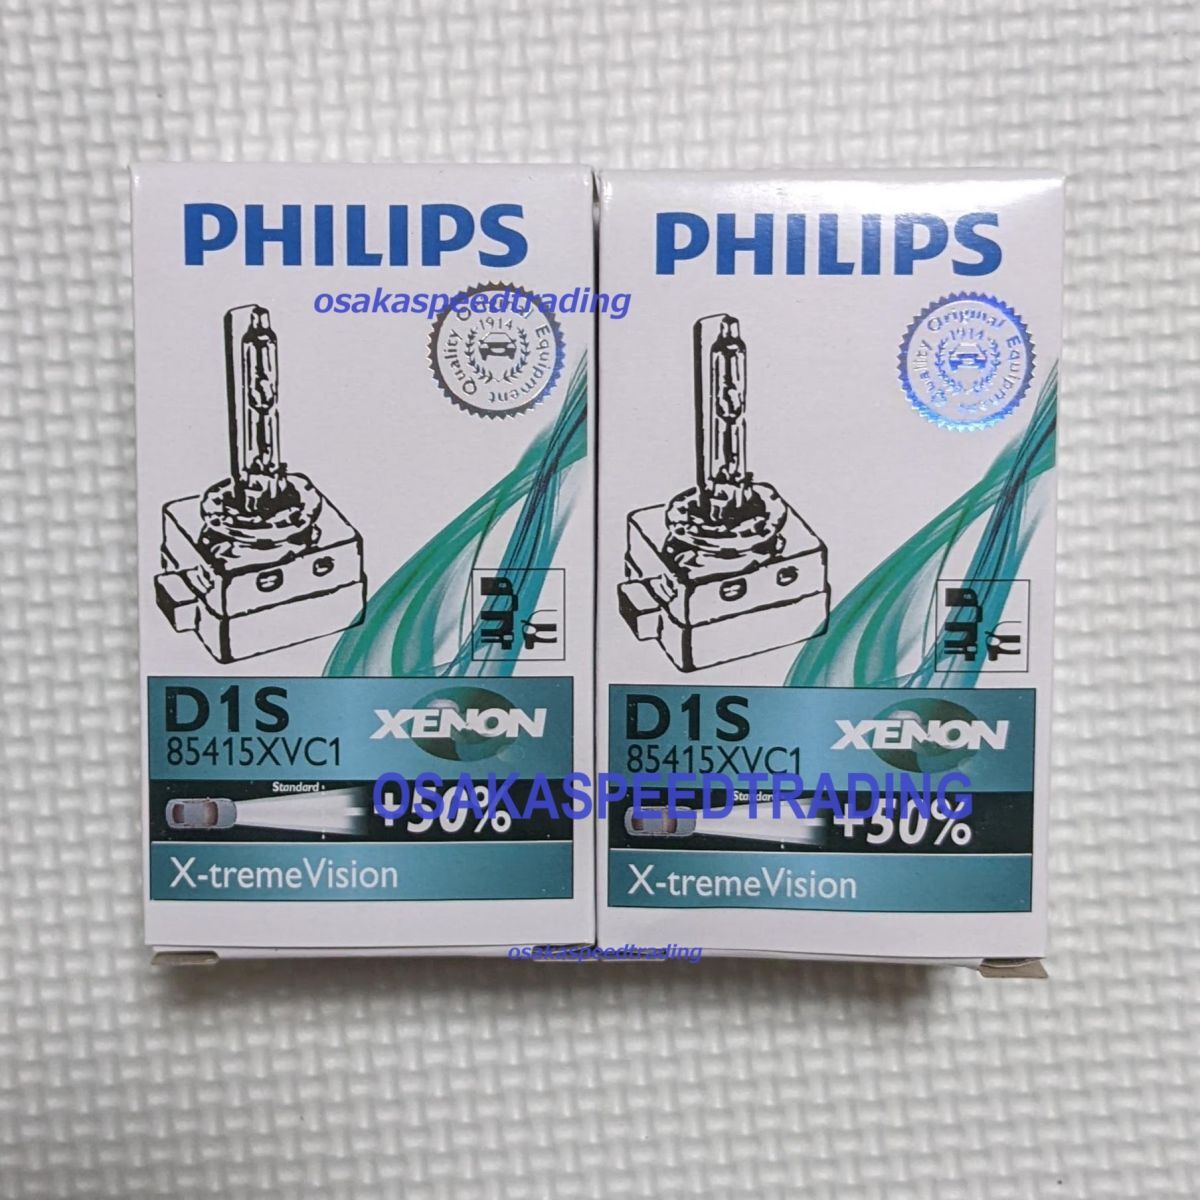 PHILIPS
osakaspeedtrading
Quality Original Equipment
1914
D1S
85415XVC1
XENON
Standard
+50%
X-tremeVision
PHILIPS
Quality Original Equipment
1914
D1S
85415XVC1
XENON
Standard
+50%
X-tremeVision
OSAKASPEEDTRADING
osakaspeedtrading